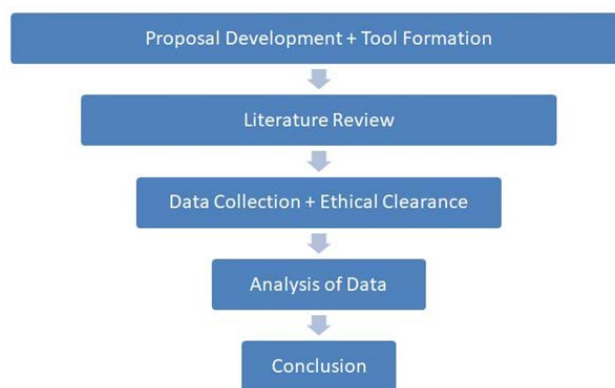 Proposal Development + Tool Formation
Literature Review
Data Collection + Ethical Clearance
Analysis of Data
Conclusion